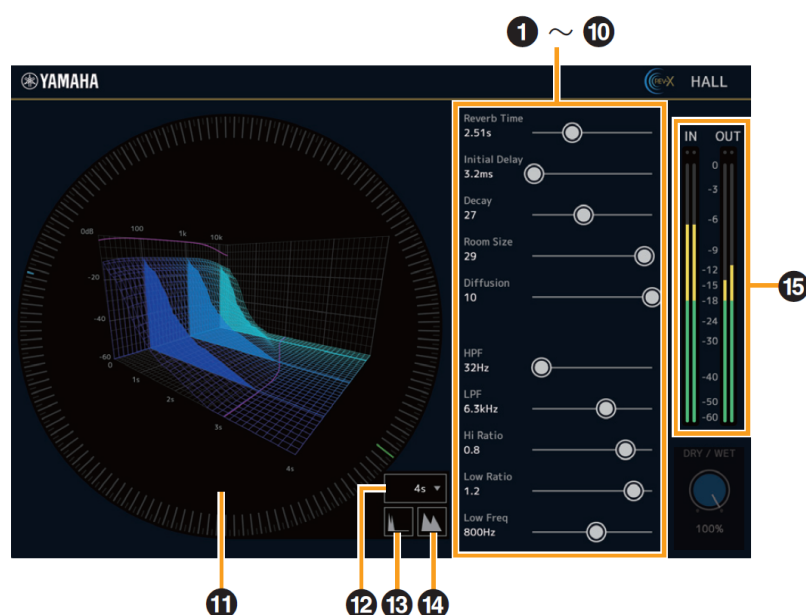 1 ～ 10
YAMAHA
REV-X HALL
Reverb Time
2.51s
Initial Delay
3.2ms
Decay
27
Room Size
29
Diffusion
10
HPF
32Hz
LPF
6.3kHz
Hi Ratio
0.8
Low Ratio
1.2
Low Freq
800Hz
IN OUT
0
-3
-6
-9
-12
-15
-18
-24
-30
-40
-50
-60
15
DRY / WET
100%
0dB 100 1k 10k
-20
-40
-60
0
1s
2s
3s
4s
4s
11 12 13 14